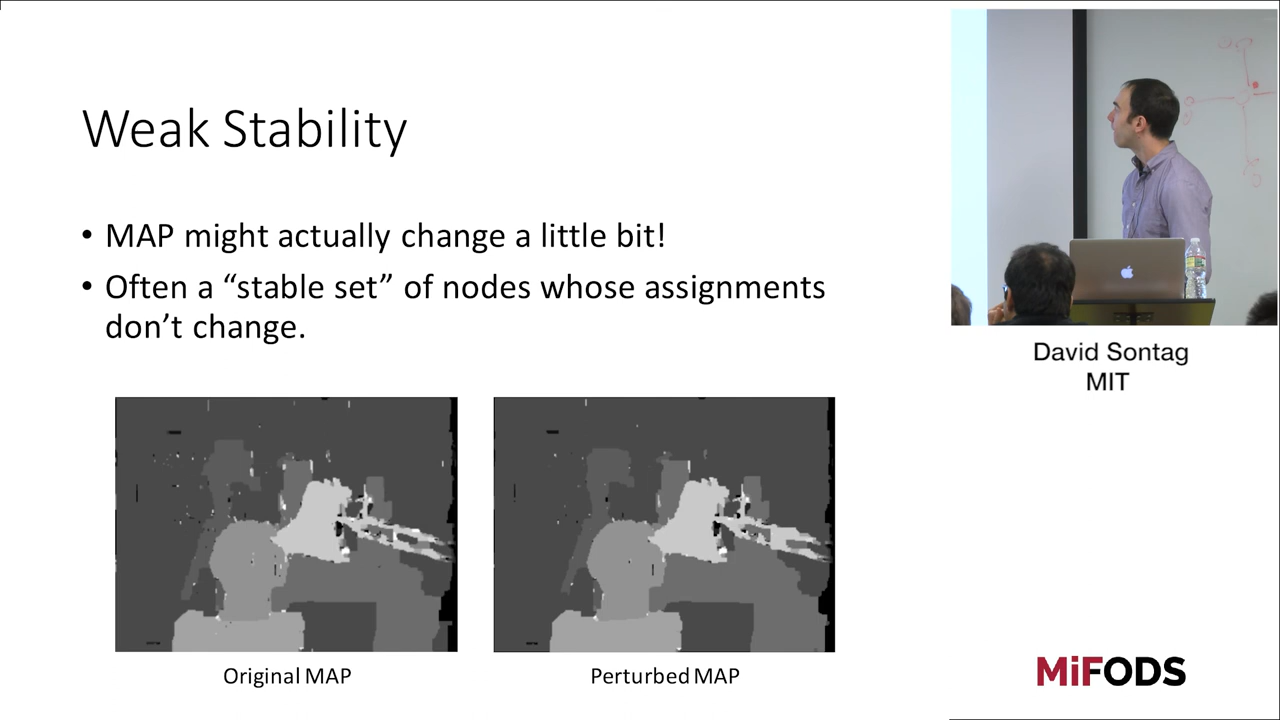 Weak Stability
• MAP might actually change a little bit!
• Often a “stable set” of nodes whose assignments
don’t change.
Original MAP
Perturbed MAP
David Sontag
MIT
MiFODS